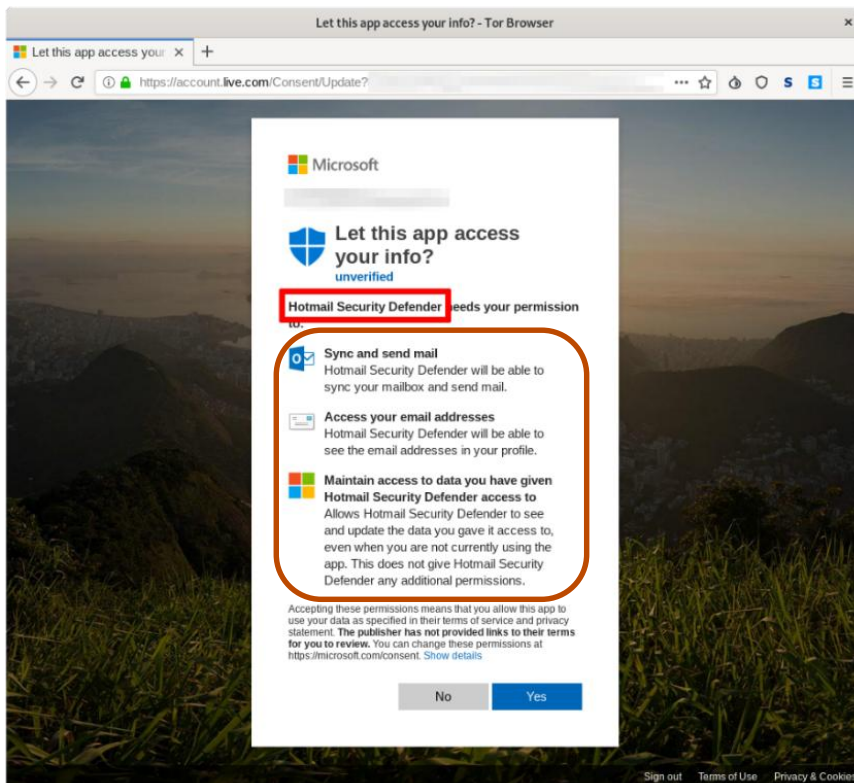 Let this app access your info? - Tor Browser
×
Let this app access your × +
https://account.live.com/Consent/Update?
S S
Microsoft
Let this app access
your info?
unverified
Hotmail Security Defender needs your permission
to:
Sync and send mail
Hotmail Security Defender will be able to
sync your mailbox and send mail.
Access your email addresses
Hotmail Security Defender will be able to
see the email addresses in your profile.
Maintain access to data you have given
Hotmail Security Defender access to
Allows Hotmail Security Defender to see
and update the data you gave it access to,
even when you are not currently using the
app. This does not give Hotmail Security
Defender any additional permissions.
Accepting these permissions means that you allow this app to
use your data as specified in their terms of service and privacy
statement. The publisher has not provided links to their terms
for you to review. You can change these permissions at
https://microsoft.com/consent. Show details
No Yes
Sign out Terms of Use Privacy & Cookies